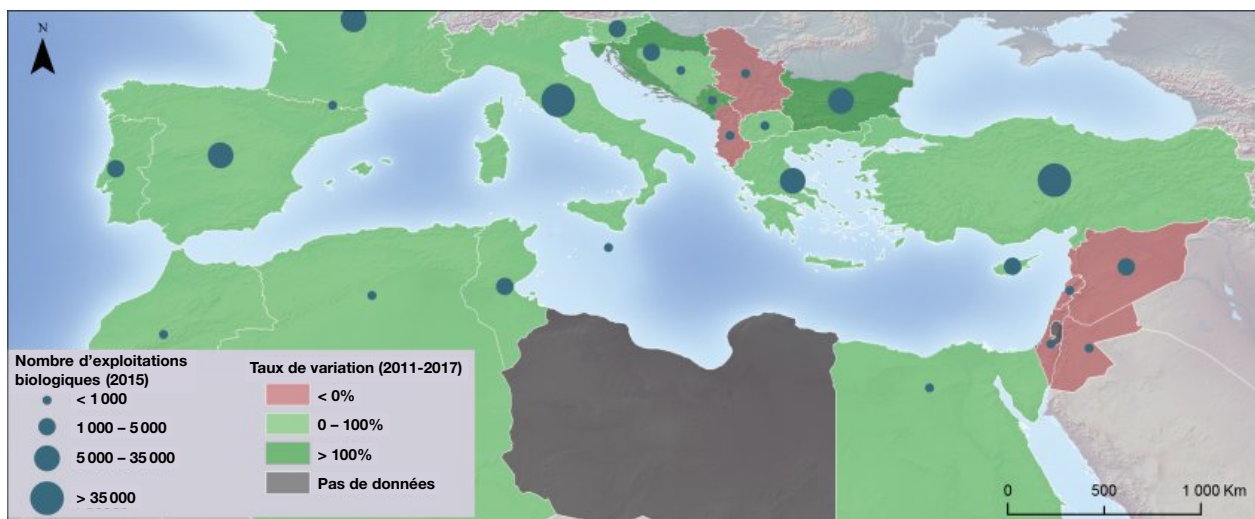 N
Nombre d’exploitations
biologiques (2015)
< 1 000
1 000 – 5 000
5 000 – 35 000
> 35 000
Taux de variation (2011-2017)
< 0%
0 – 100%
> 100%
Pas de données
0 500 1 000 Km